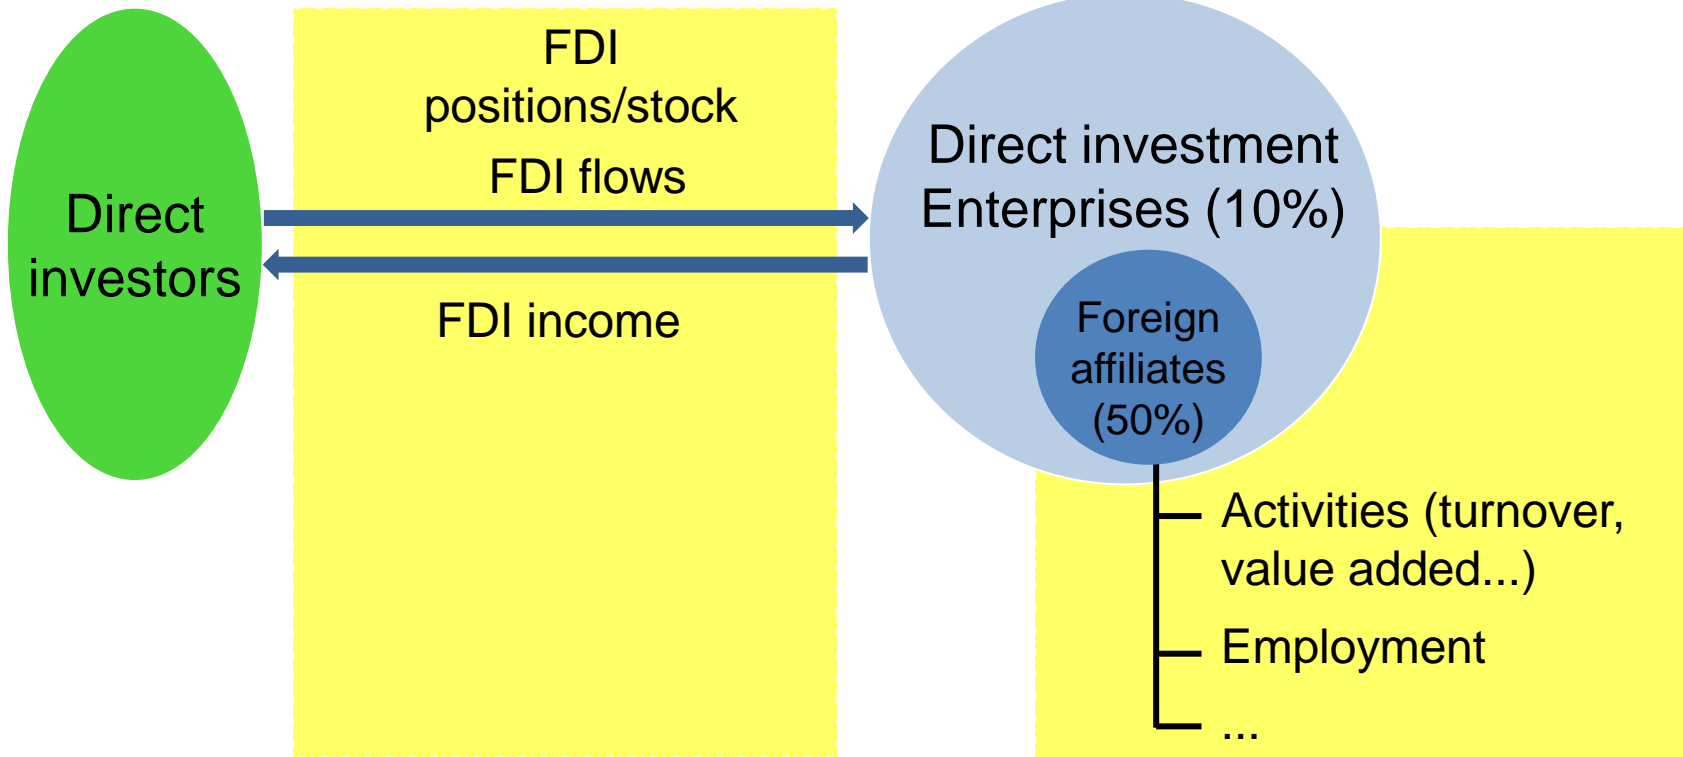 Direct
investors
FDI
positions/stock
FDI flows
FDI income
Direct investment
Enterprises (10%)
Foreign
affiliates
(50%)
Activities (turnover,
value added...)
Employment
...